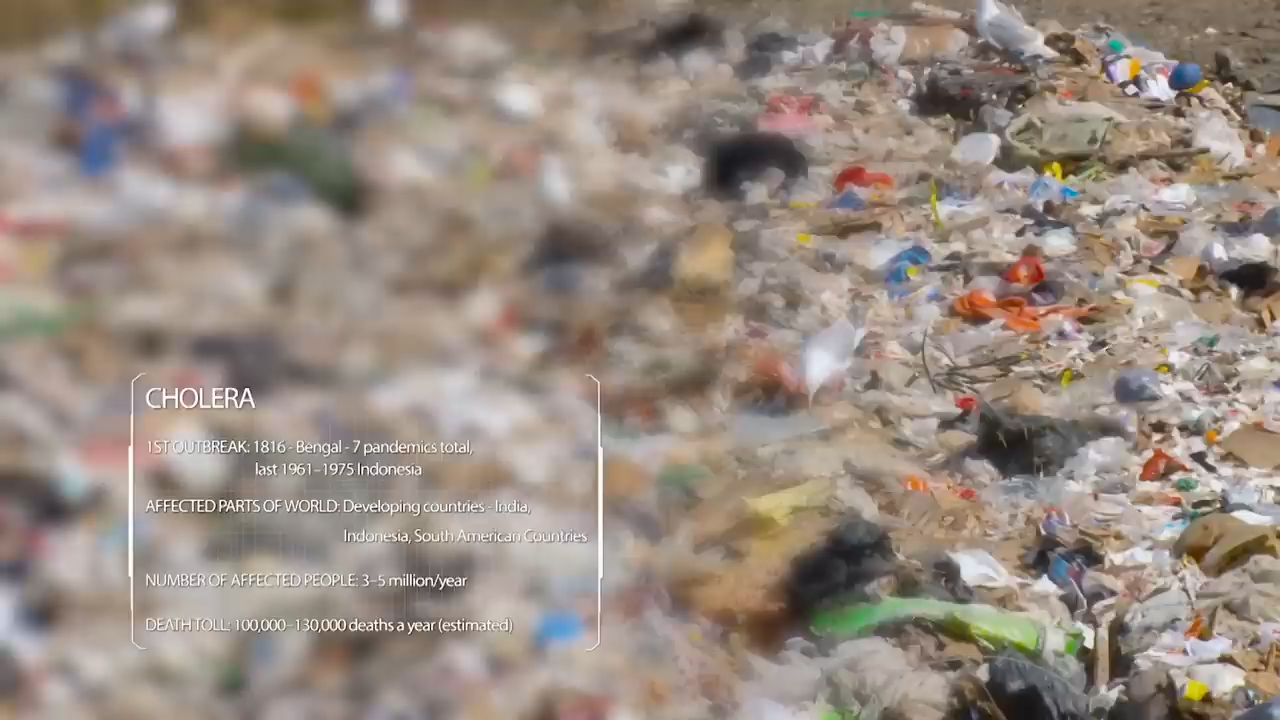 CHOLERA
1ST OUTBREAK: 1816 - Bengal - 7 pandemics total,
last 1961–1975 Indonesia
AFFECTED PARTS OF WORLD: Developing countries - India,
Indonesia, South American Countries
NUMBER OF AFFECTED PEOPLE: 3–5 million/year
DEATH TOLL: 100,000–130,000 deaths a year (estimated)